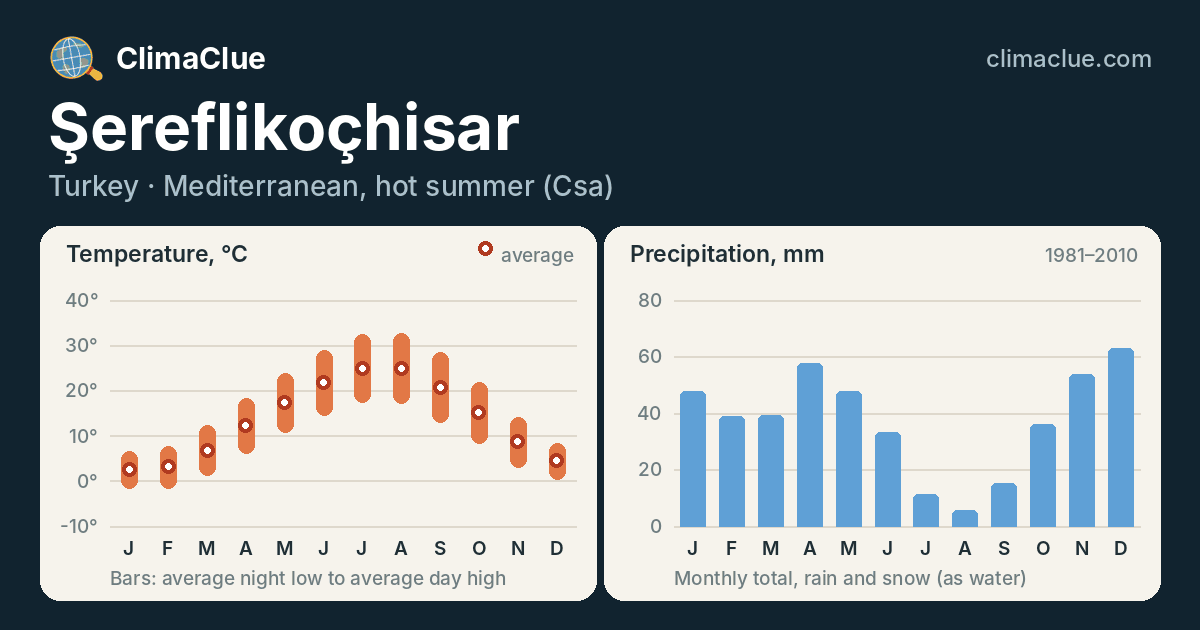 ClimaClue
climaclue.com
Şereflikoçhisar
Turkey · Mediterranean, hot summer (Csa)
Temperature, °C
average
40°
30°
20°
10°
0°
-10°
J F M A M J J A S O N D
Bars: average night low to average day high
Precipitation, mm
1981–2010
80
60
40
20
0
J F M A M J J A S O N D
Monthly total, rain and snow (as water)